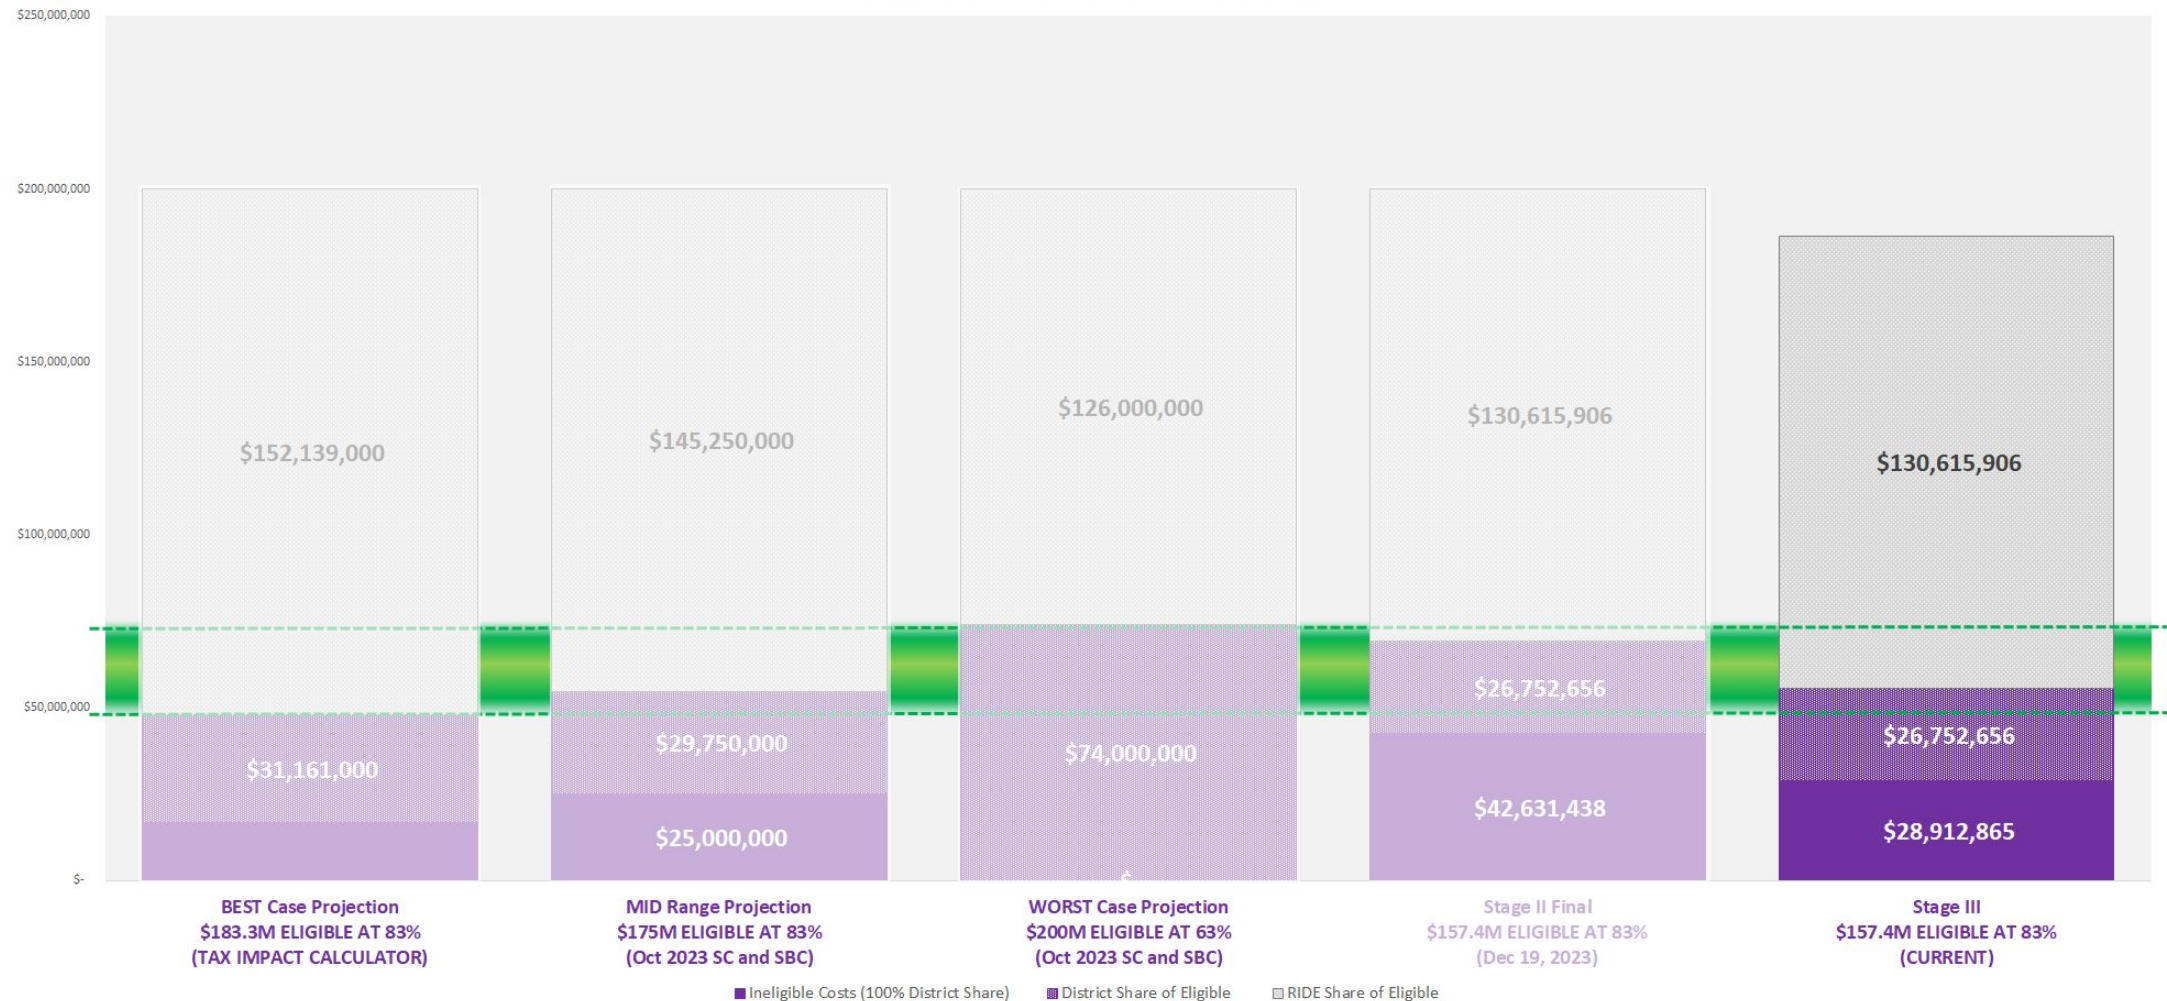 $250,000,000
$200,000,000
$150,000,000
$100,000,000
$50,000,000
$-
$152,139,000
$31,161,000
$145,250,000
$29,750,000
$25,000,000
$126,000,000
$74,000,000
$
$130,615,906
$26,752,656
$42,631,438
$130,615,906
$26,752,656
$28,912,865
BEST Case Projection
$183.3M ELIGIBLE AT 83%
(TAX IMPACT CALCULATOR)
MID Range Projection
$175M ELIGIBLE AT 83%
(Oct 2023 SC and SBC)
WORST Case Projection
$200M ELIGIBLE AT 63%
(Oct 2023 SC and SBC)
Stage II Final
$157.4M ELIGIBLE AT 83%
(Dec 19, 2023)
Stage III
$157.4M ELIGIBLE AT 83%
(CURRENT)
Ineligible Costs (100% District Share) District Share of Eligible RIDE Share of Eligible